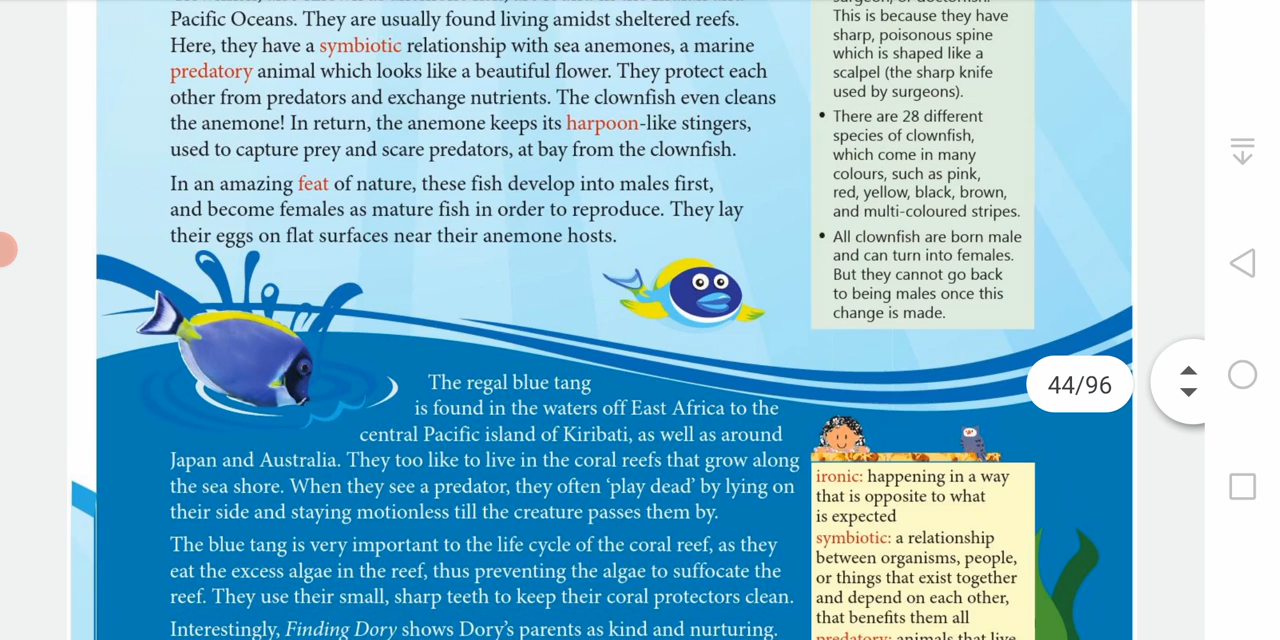 Pacific Oceans. They are usually found living amidst sheltered reefs.
Here, they have a symbiotic relationship with sea anemones, a marine
predatory animal which looks like a beautiful flower. They protect each
other from predators and exchange nutrients. The clownfish even cleans
the anemone! In return, the anemone keeps its harpoon-like stingers,
used to capture prey and scare predators, at bay from the clownfish.
In an amazing feat of nature, these fish develop into males first,
and become females as mature fish in order to reproduce. They lay
their eggs on flat surfaces near their anemone hosts.
This is because they have
sharp, poisonous spine
which is shaped like a
scalpel (the sharp knife
used by surgeons).
• There are 28 different
species of clownfish,
which come in many
colours, such as pink,
red, yellow, black, brown,
and multi-coloured stripes.
• All clownfish are born male
and can turn into females.
But they cannot go back
to being males once this
change is made.
44/96
The regal blue tang
is found in the waters off East Africa to the
central Pacific island of Kiribati, as well as around
Japan and Australia. They too like to live in the coral reefs that grow along
the sea shore. When they see a predator, they often ‘play dead’ by lying on
their side and staying motionless till the creature passes them by.
The blue tang is very important to the life cycle of the coral reef, as they
eat the excess algae in the reef, thus preventing the algae to suffocate the
reef. They use their small, sharp teeth to keep their coral protectors clean.
Interestingly, Finding Dory shows Dory’s parents as kind and nurturing.
ironic: happening in a way
that is opposite to what
is expected
symbiotic: a relationship
between organisms, people,
or things that exist together
and depend on each other,
that benefits them all
predatory: animals that live